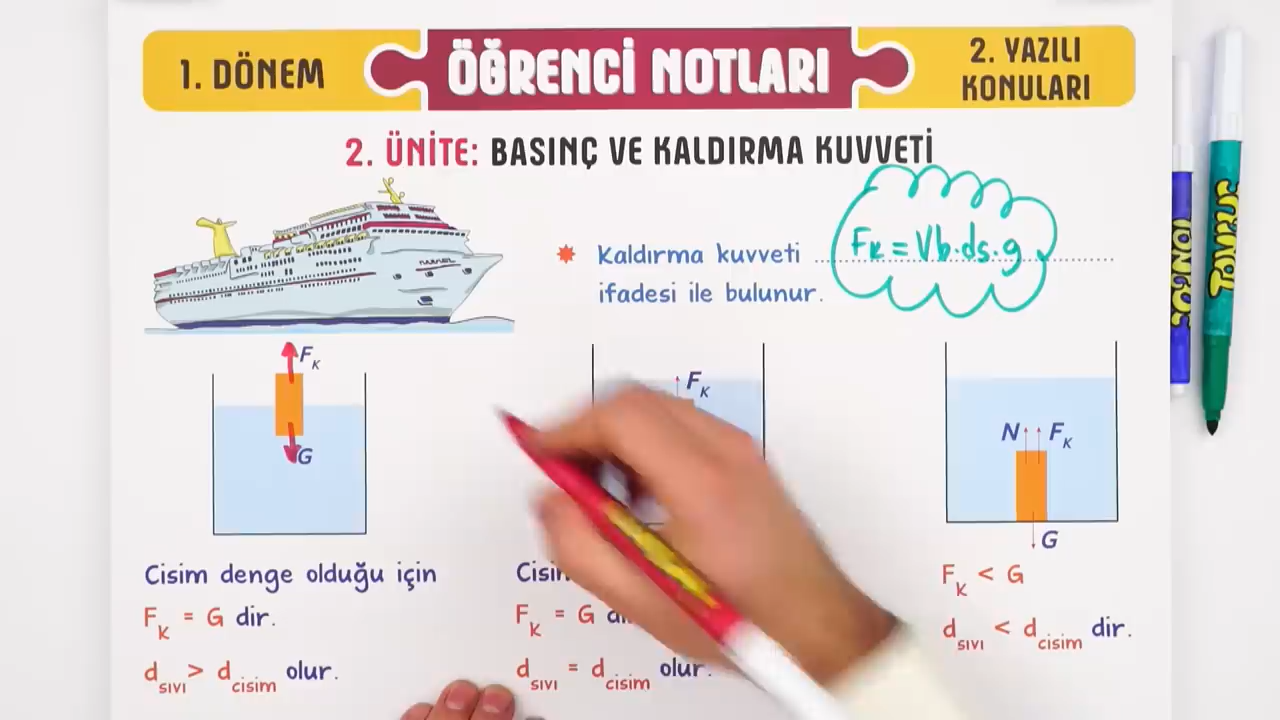 1. DÖNEM
ÖĞRENCİ NOTLARI
2. YAZILI
KONULARI
2. ÜNİTE: BASINÇ VE KALDIRMA KUVVETİ
Kaldırma kuvveti Fk = Vb.ds.g
ifadesi ile bulunur.
FK
G
FK
N FK
G
Cisim denge olduğu için
Fk = G dir.
dsıvı > dcisim olur.
Fk = G
dsıvı = dcisim olur.
Fk < G
dsıvı < dcisim dir.